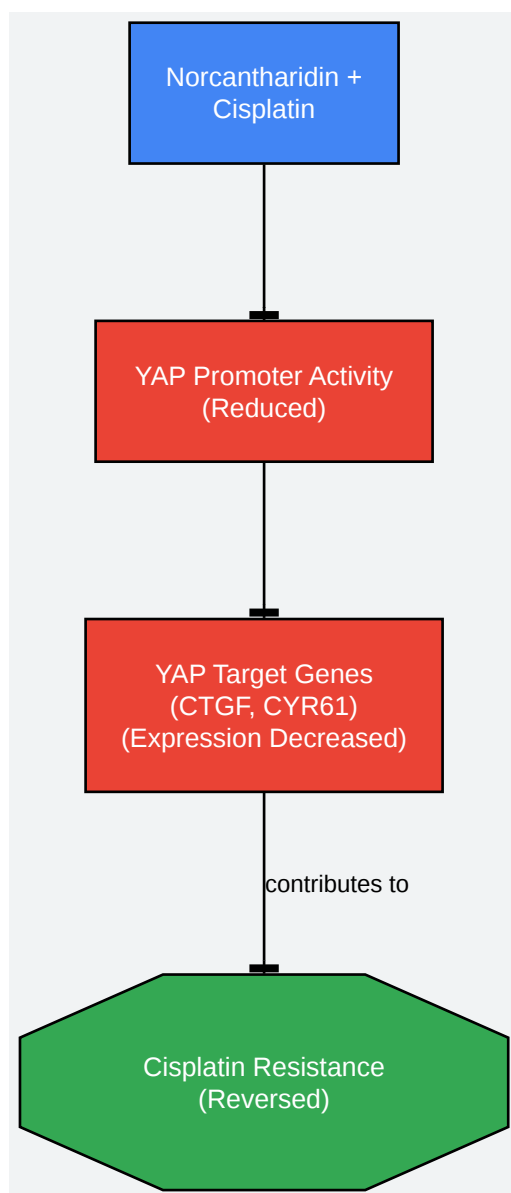 Norcantharidin +
Cisplatin
YAP Promoter Activity
(Reduced)
YAP Target Genes
(CTGF, CYR61)
(Expression Decreased)
contributes to
Cisplatin Resistance
(Reversed)